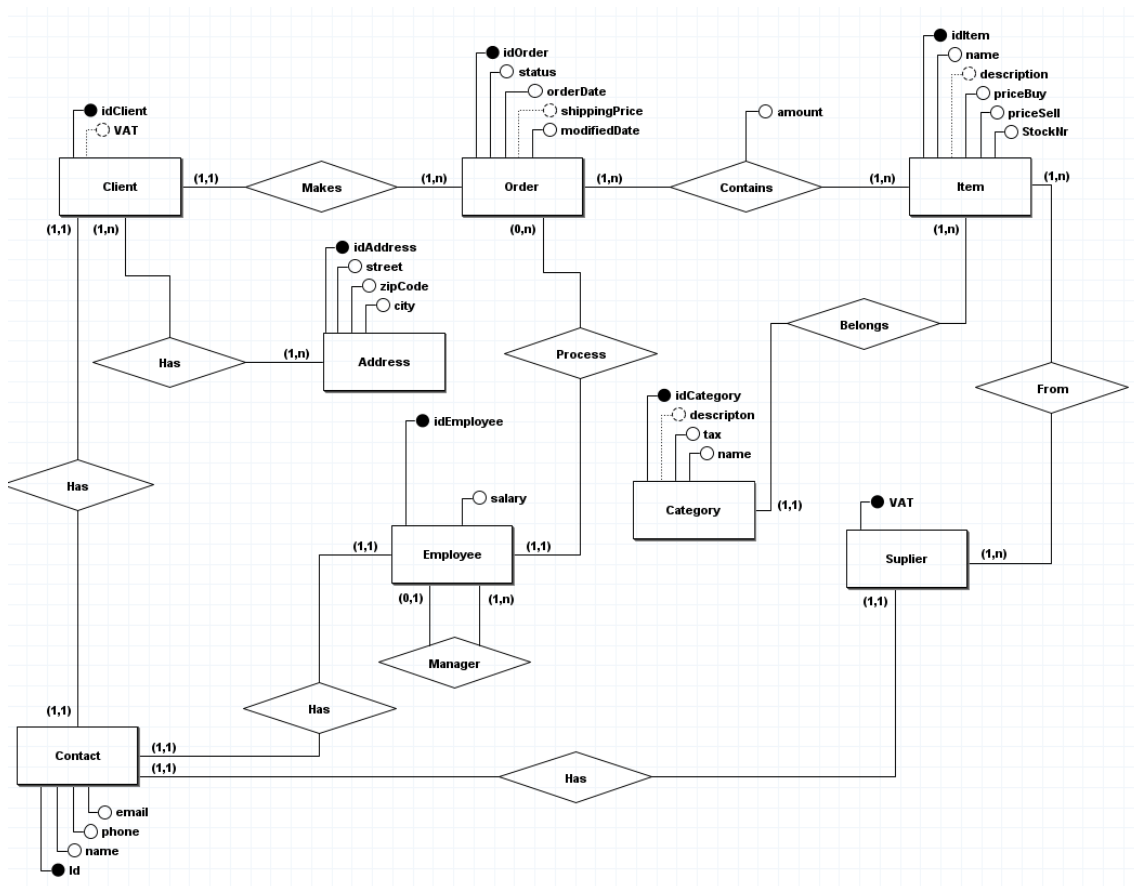 idOrder
status
orderDate
shippingPrice
modifiedDate
idItem
name
description
priceBuy
priceSell
StockNr
amount
idClient
VAT
Client
(1,1)
Makes
(1,n)
Order
(1,n)
Contains
(1,n)
Item
(1,n)
(1,1)
(1,n)
(0,n)
(1,n)
idAddress
street
zipCode
city
Has
(1,n)
Address
Process
Belongs
From
idCategory
descripton
tax
name
Category
(1,1)
idEmployee
salary
Has
VAT
Suplier
(1,n)
(1,1)
(1,1)
Employee
(1,1)
(0,1)
(1,n)
Manager
Has
(1,1)
Contact
(1,1)
(1,1)
Has
email
phone
name
Id